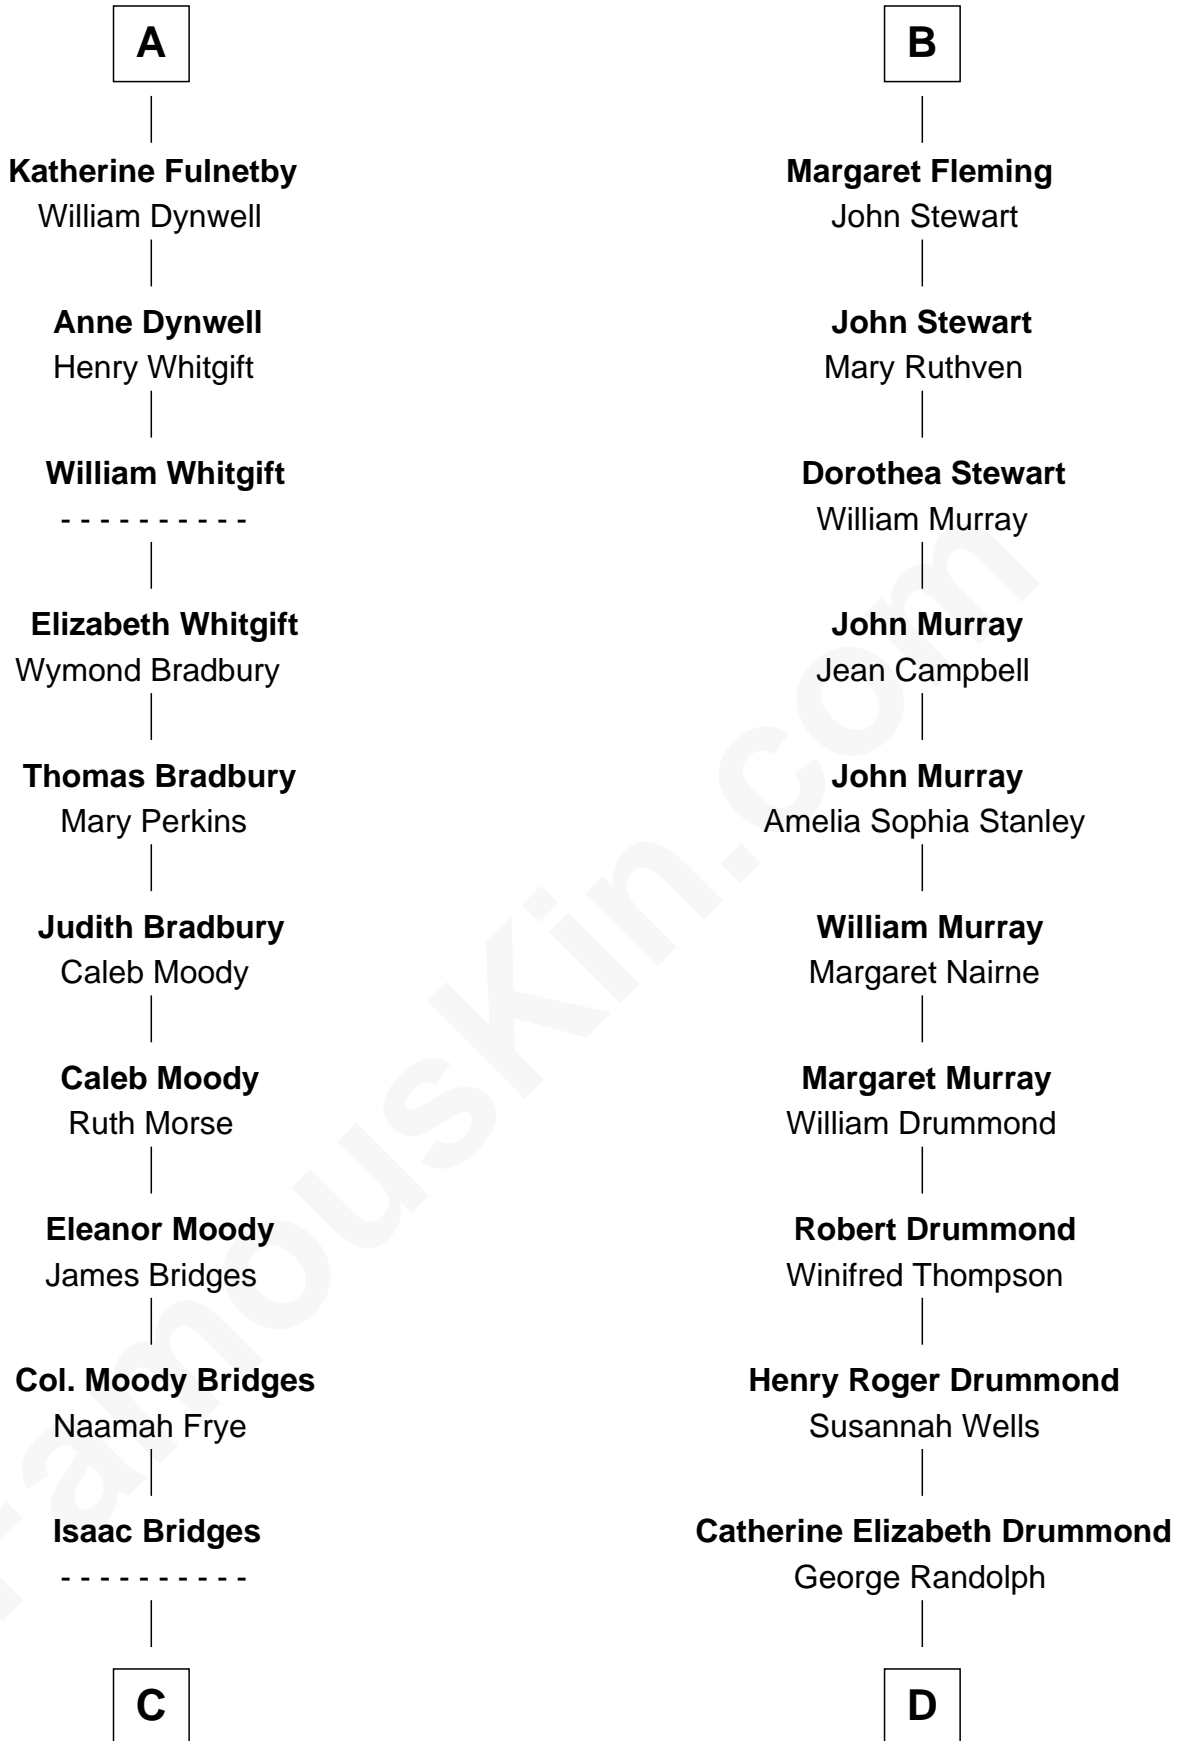 A
Katherine Fulnetby
William Dynwell
Anne Dynwell
Henry Whitgift
William Whitgift
- - - - - - - - - -
Elizabeth Whitgift
Wymond Bradbury
Thomas Bradbury
Mary Perkins
Judith Bradbury
Caleb Moody
Caleb Moody
Ruth Morse
Eleanor Moody
James Bridges
Col. Moody Bridges
Naamah Frye
Isaac Bridges
- - - - - - - - - -
C
B
Margaret Fleming
John Stewart
John Stewart
Mary Ruthven
Dorothea Stewart
William Murray
John Murray
Jean Campbell
John Murray
Amelia Sophia Stanley
William Murray
Margaret Nairne
Margaret Murray
William Drummond
Robert Drummond
Winifred Thompson
Henry Roger Drummond
Susannah Wells
Catherine Elizabeth Drummond
George Randolph
D
FamousKin.com